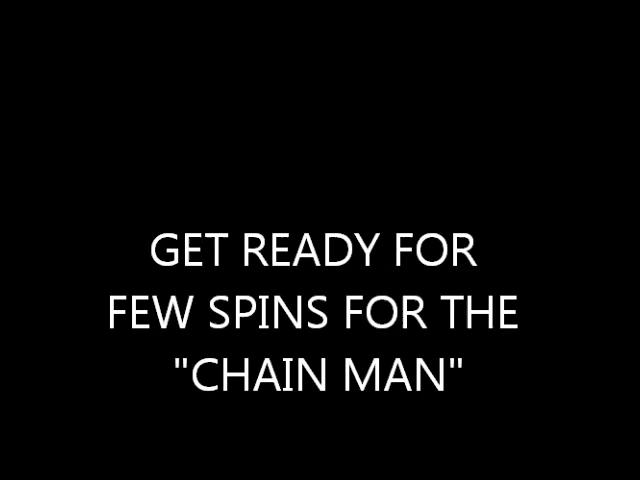 GET READY FOR
FEW SPINS FOR THE
"CHAIN MAN"